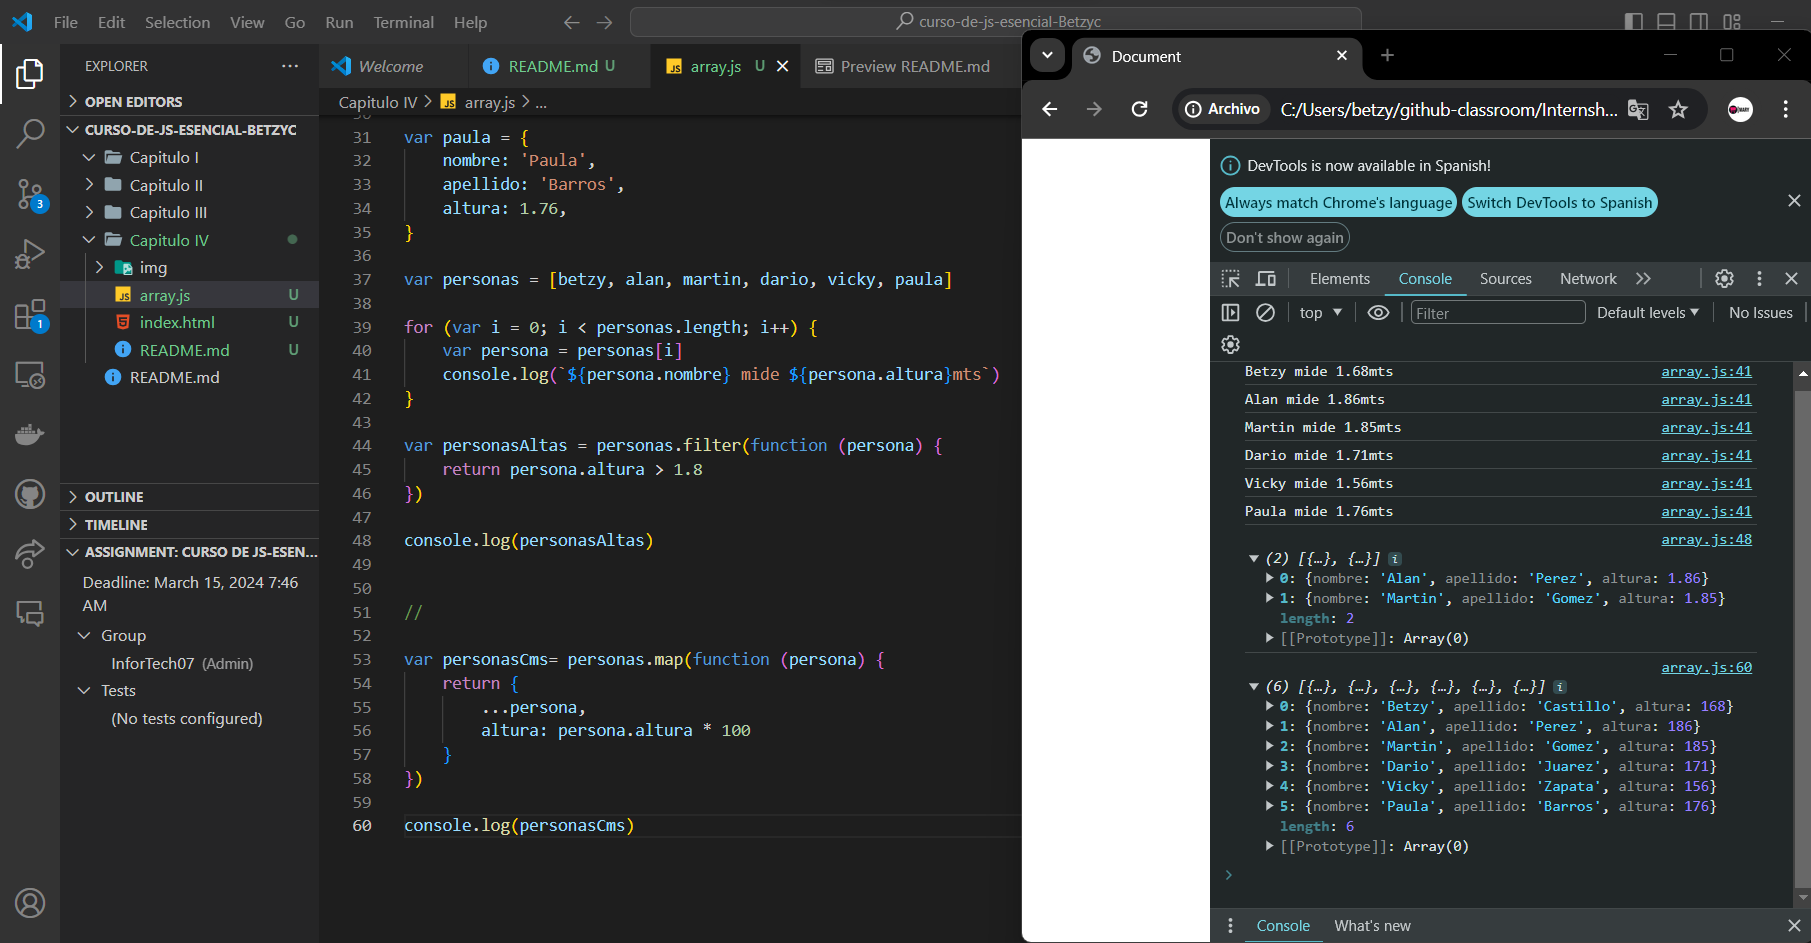 File Edit Selection View Go Run Terminal Help
curso-de-js-esencial-Betzyc
EXPLORER
OPEN EDITORS
CURSO-DE-JS-ESENCIAL-BETZYC
Capitulo I
Capitulo II
Capitulo III
Capitulo IV
img
array.js U
index.html U
README.md U
README.md
OUTLINE
TIMELINE
ASSIGNMENT: CURSO DE JS-ESEN...
Deadline: March 15, 2024 7:46
AM
Group
InforTech07 (Admin)
Tests
(No tests configured)
3
1
Welcome
README.md U
array.js U
Preview README.md
Capitulo IV > array.js > ...
31 var paula = {
32 nombre: 'Paula',
33 apellido: 'Barros',
34 altura: 1.76,
35 }
36
37 var personas = [betzy, alan, martin, dario, vicky, paula]
38
39 for (var i = 0; i < personas.length; i++) {
40 var persona = personas[i]
41 console.log(`${persona.nombre} mide ${persona.altura}mts`)
42 }
43
44 var personasAltas = personas.filter(function (persona) {
45 return persona.altura > 1.8
46 })
47
48 console.log(personasAltas)
49
50
51 //
52
53 var personasCms= personas.map(function (persona) {
54 return {
55 ...persona,
56 altura: persona.altura * 100
57 }
58 })
59
60 console.log(personasCms)
Document
Archivo C:/Users/betzy/github-classroom/Internsh...
DevTools is now available in Spanish!
Always match Chrome's language Switch DevTools to Spanish
Don't show again
Elements Console Sources Network
top Filter Default levels No Issues
Betzy mide 1.68mts array.js:41
Alan mide 1.86mts array.js:41
Martin mide 1.85mts array.js:41
Dario mide 1.71mts array.js:41
Vicky mide 1.56mts array.js:41
Paula mide 1.76mts array.js:41
array.js:48
(2) [{…}, {…}] i
0: {nombre: 'Alan', apellido: 'Perez', altura: 1.86}
1: {nombre: 'Martin', apellido: 'Gomez', altura: 1.85}
length: 2
[[Prototype]]: Array(0)
array.js:60
(6) [{…}, {…}, {…}, {…}, {…}, {…}] i
0: {nombre: 'Betzy', apellido: 'Castillo', altura: 168}
1: {nombre: 'Alan', apellido: 'Perez', altura: 186}
2: {nombre: 'Martin', apellido: 'Gomez', altura: 185}
3: {nombre: 'Dario', apellido: 'Juarez', altura: 171}
4: {nombre: 'Vicky', apellido: 'Zapata', altura: 156}
5: {nombre: 'Paula', apellido: 'Barros', altura: 176}
length: 6
[[Prototype]]: Array(0)
Console What's new